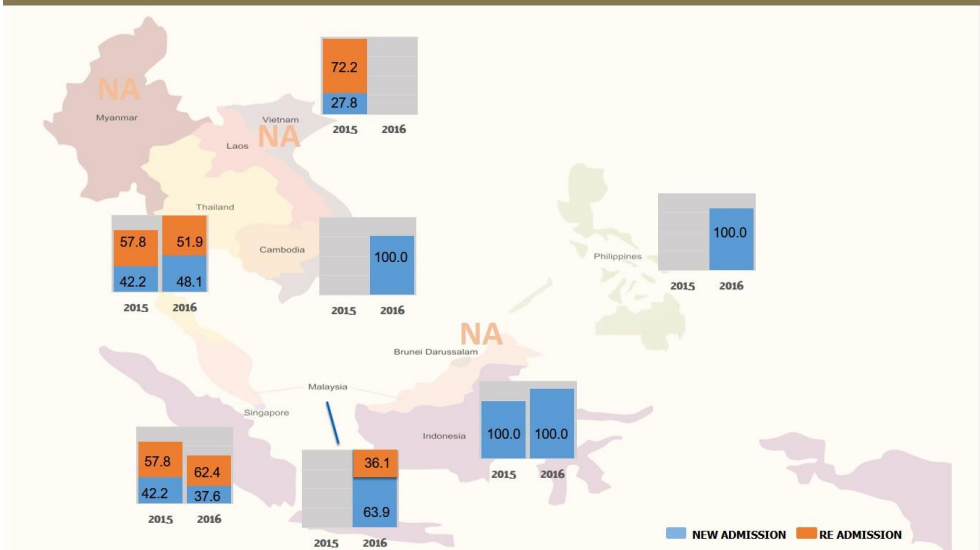 72.2
27.8
2015 2016
NA
Myanmar
Vietnam
NA
Laos
Thailand
57.8 51.9
42.2 48.1
2015 2016
Cambodia
100.0
2015 2016
Philippines
100.0
2015 2016
NA
Brunei Darussalam
Malaysia
Singapore
Indonesia
100.0 100.0
2015 2016
57.8 62.4
42.2 37.6
2015 2016
36.1
63.9
2015 2016
NEW ADMISSION RE ADMISSION